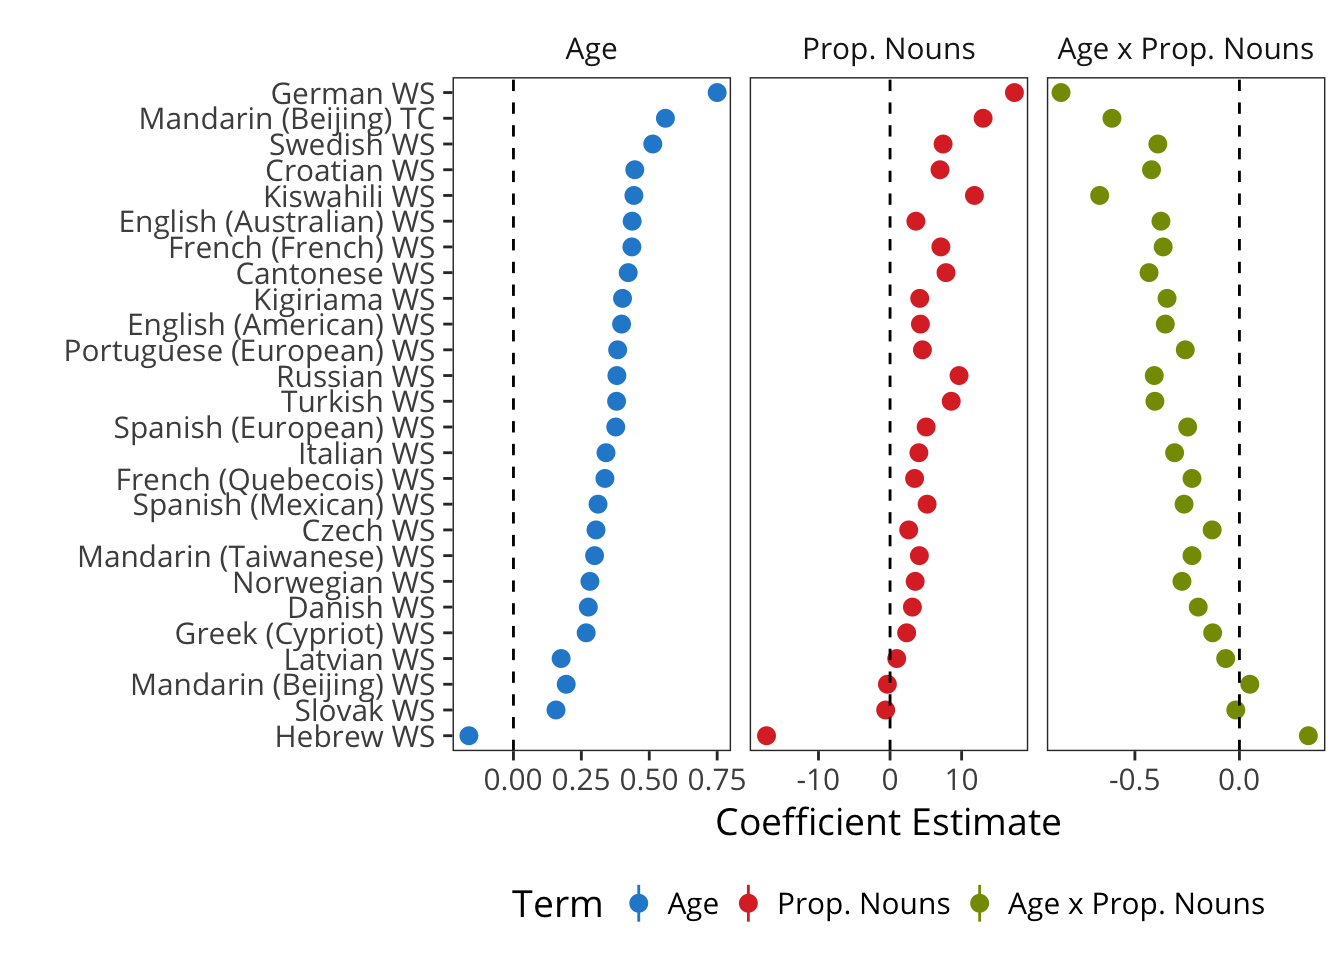 Age
Prop. Nouns
Age x Prop. Nouns
German WS
Mandarin (Beijing) TC
Swedish WS
Croatian WS
Kiswahili WS
English (Australian) WS
French (French) WS
Cantonese WS
Kigiriama WS
English (American) WS
Portuguese (European) WS
Russian WS
Turkish WS
Spanish (European) WS
Italian WS
French (Quebecois) WS
Spanish (Mexican) WS
Czech WS
Mandarin (Taiwanese) WS
Norwegian WS
Danish WS
Greek (Cypriot) WS
Latvian WS
Mandarin (Beijing) WS
Slovak WS
Hebrew WS
0.00 0.25 0.50 0.75
-10 0 10
-0.5 0.0
Coefficient Estimate
Term Age Prop. Nouns Age x Prop. Nouns